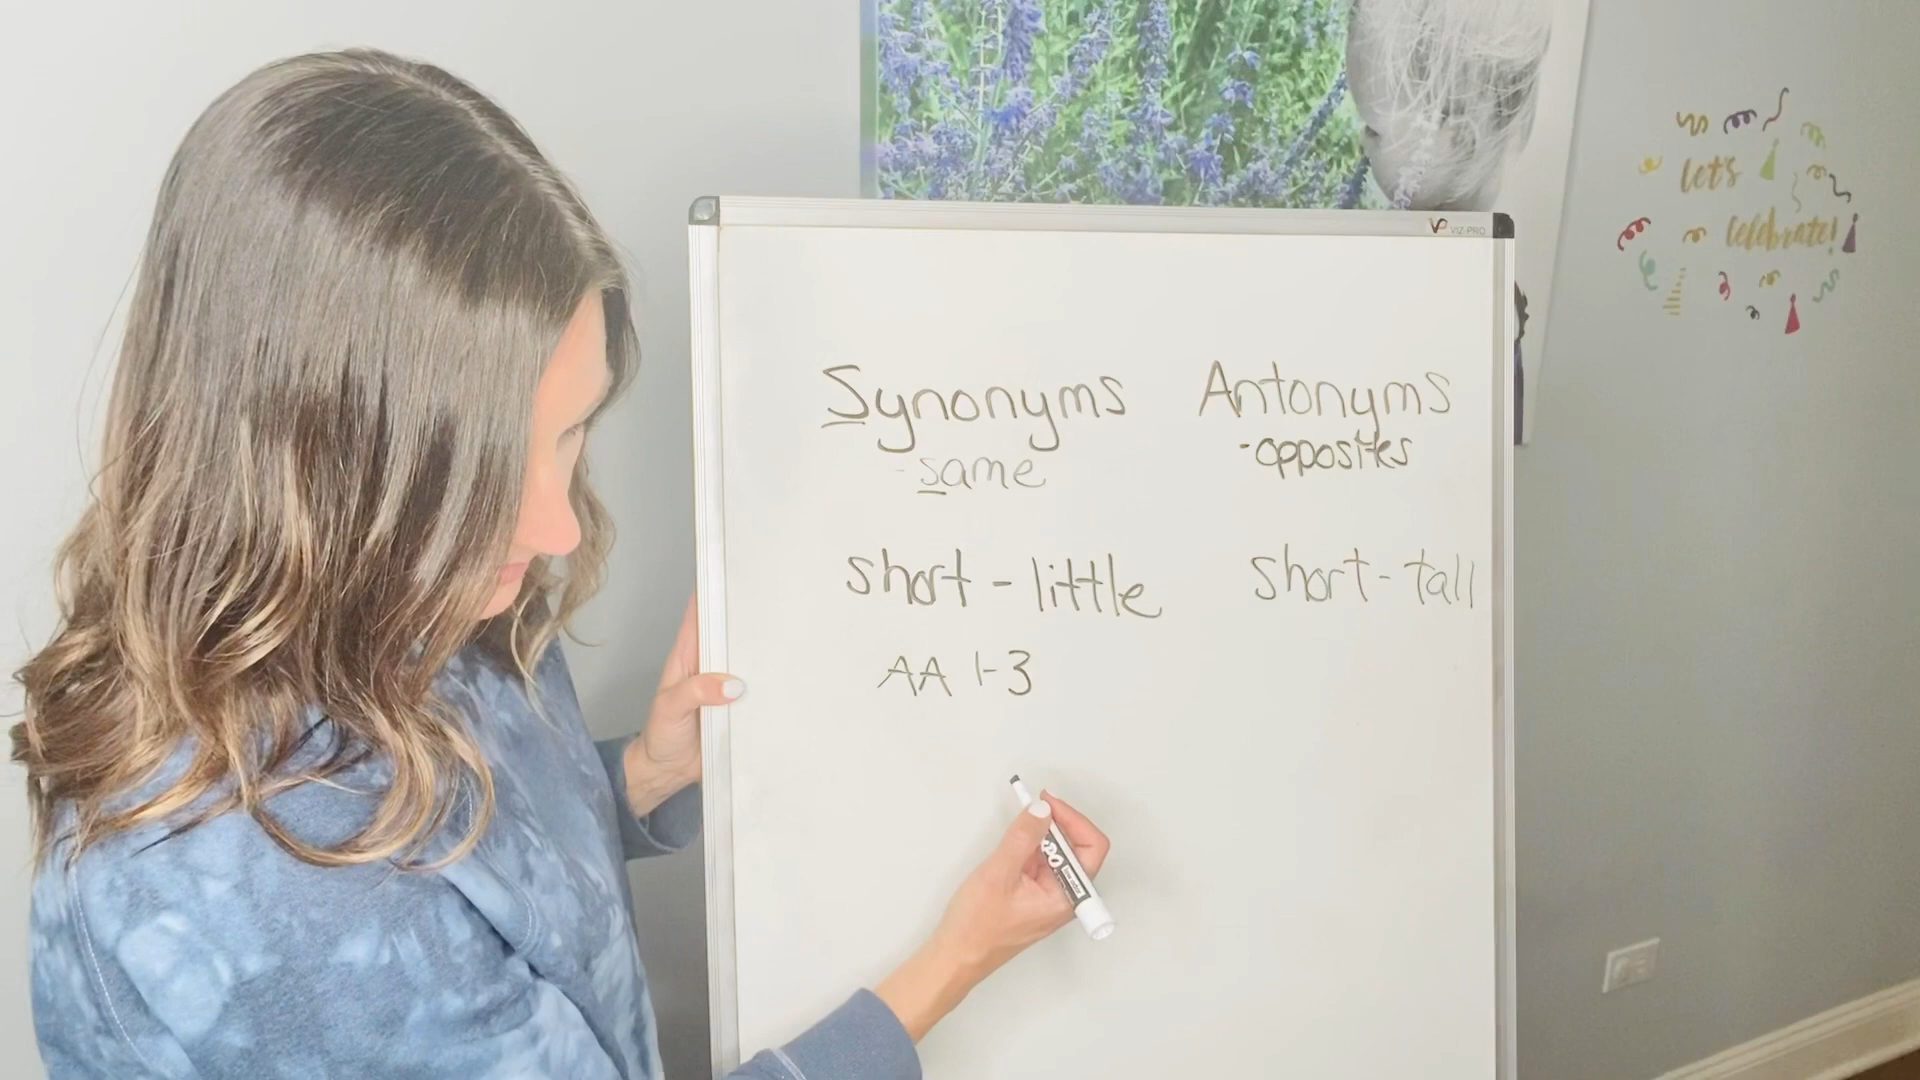 let's
celebrate!
VIZ-PRO
Synonyms Antonyms
-same -opposites
short - little short - tall
AA 1-3